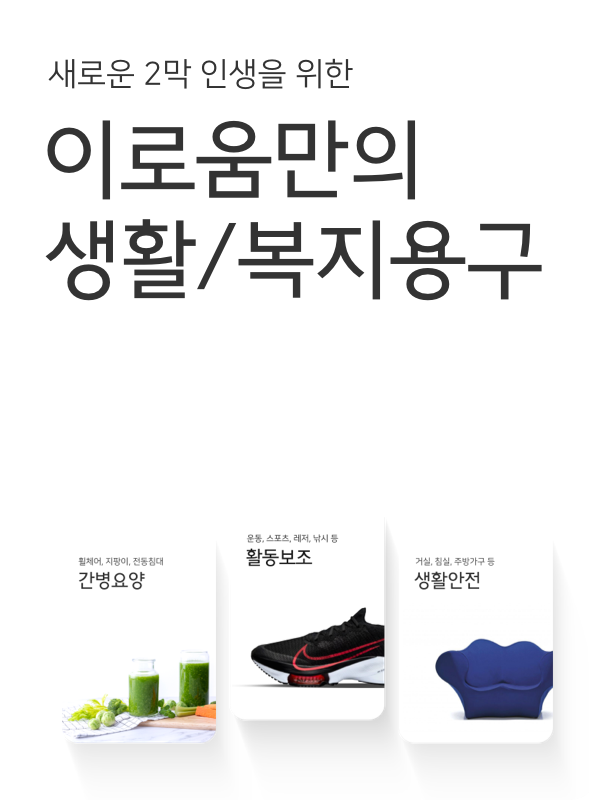 새로운 2막 인생을 위한
이로움만의
생활/복지용구
휠체어, 지팡이, 전동침대
간병요양
운동, 스포츠, 레저, 낚시 등
활동보조
거실, 침실, 주방가구 등
생활안전